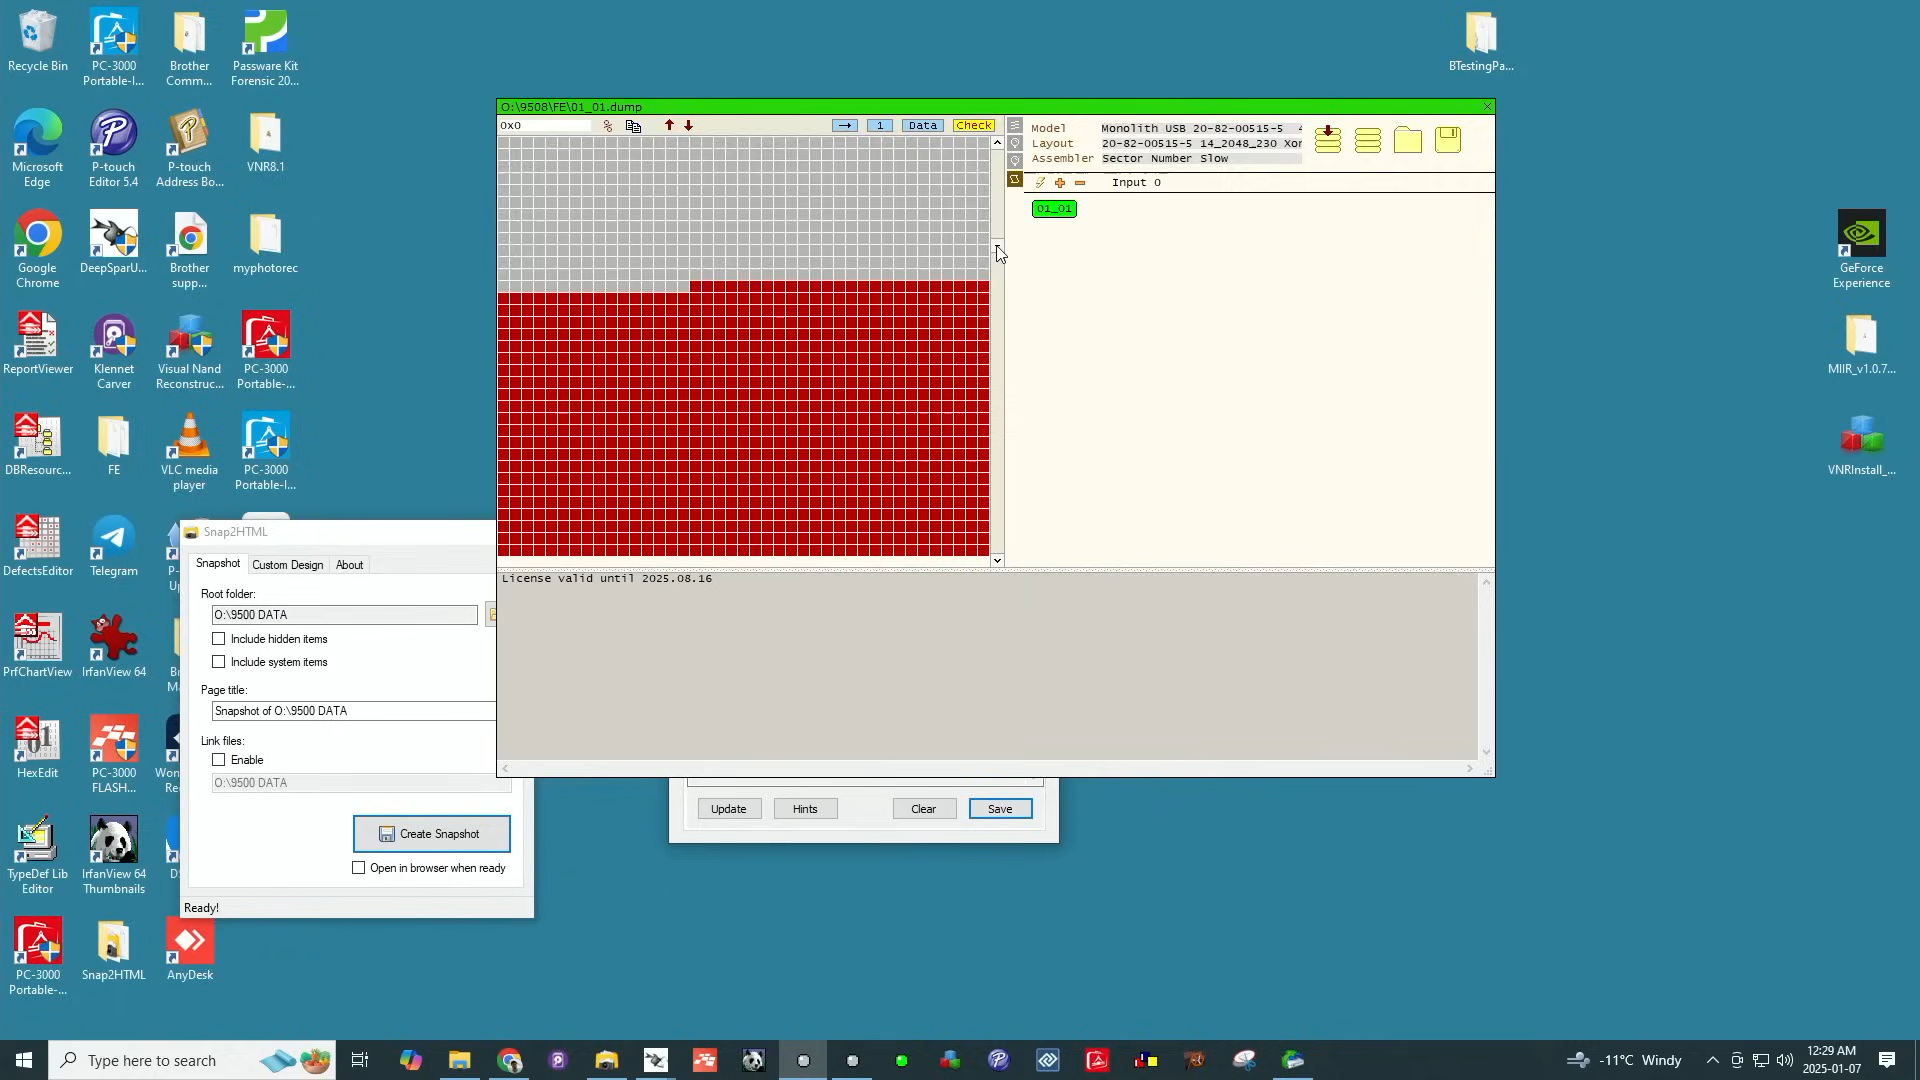 Recycle Bin
PC-3000
Portable-I...
Brother
Comm...
Passware Kit
Forensic 20...
BTestingPa...
Microsoft
Edge
P-touch
Editor 5.4
P-touch
Address Bo...
VNR8.1
Google
Chrome
DeepSparU...
Brother
supp...
myphotorec
ReportViewer
Klennet
Carver
Visual Nand
Reconstruc...
PC-3000
Portable-...
DBResourc...
FE
VLC media
player
PC-3000
Portable-I...
DefectsEditor
Telegram
PrfChartView
IrfanView 64
HexEdit
PC-3000
FLASH...
TypeDef Lib
Editor
IrfanView 64
Thumbnails
PC-3000
Portable-...
Snap2HTML
AnyDesk
GeForce
Experience
MIIR_v1.0.7...
VNRInstall_...
O:\9508\FE\01_01.dump
0x0
%
1
Data
Check
Model
Monolith USB 20-82-00515-5
Layout
20-82-00515-5 14_2048_230 Xor
Assembler
Sector Number Slow
Input 0
01_01
License valid until 2025.08.16
Snap2HTML
Snapshot
Custom Design
About
Root folder:
O:\9500 DATA
Include hidden items
Include system items
Page title:
Snapshot of O:\9500 DATA
Link files:
Enable
O:\9500 DATA
Create Snapshot
Open in browser when ready
Ready!
Update
Hints
Clear
Save
Type here to search
-11°C Windy
12:29 AM
2025-01-07